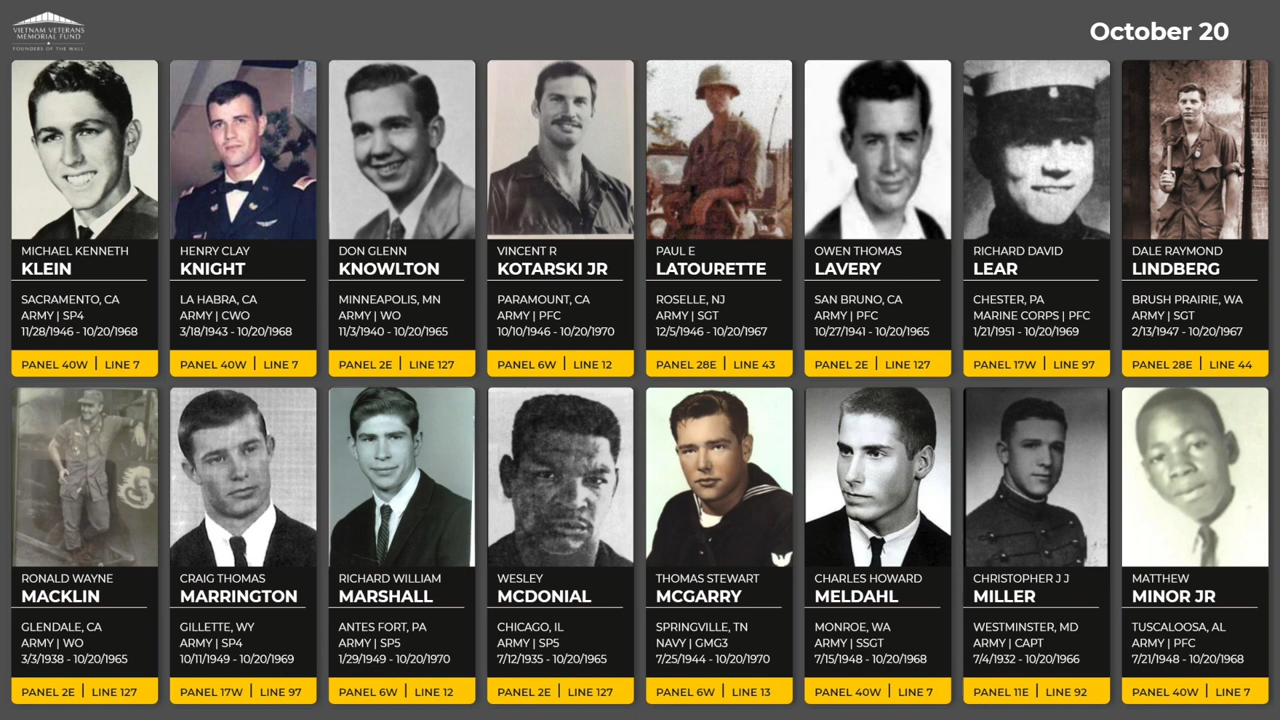 VIETNAM VETERANS
MEMORIAL FUND
FOUNDERS OF THE WALL
October 20
MICHAEL KENNETH
KLEIN
SACRAMENTO, CA
ARMY | SP4
11/28/1946 - 10/20/1968
PANEL 40W | LINE 7
HENRY CLAY
KNIGHT
LA HABRA, CA
ARMY | CWO
3/18/1943 - 10/20/1968
PANEL 40W | LINE 7
DON GLENN
KNOWLTON
MINNEAPOLIS, MN
ARMY | WO
11/3/1940 - 10/20/1965
PANEL 2E | LINE 127
VINCENT R
KOTARSKI JR
PARAMOUNT, CA
ARMY | PFC
10/10/1946 - 10/20/1970
PANEL 6W | LINE 12
PAUL E
LATOURETTE
ROSELLE, NJ
ARMY | SGT
12/5/1946 - 10/20/1967
PANEL 28E | LINE 43
OWEN THOMAS
LAVERY
SAN BRUNO, CA
ARMY | PFC
10/27/1941 - 10/20/1965
PANEL 2E | LINE 127
RICHARD DAVID
LEAR
CHESTER, PA
MARINE CORPS | PFC
1/21/1951 - 10/20/1969
PANEL 17W | LINE 97
DALE RAYMOND
LINDBERG
BRUSH PRAIRIE, WA
ARMY | SGT
2/13/1947 - 10/20/1967
PANEL 28E | LINE 44
RONALD WAYNE
MACKLIN
GLENDALE, CA
ARMY | WO
3/3/1938 - 10/20/1965
PANEL 2E | LINE 127
CRAIG THOMAS
MARRINGTON
GILLETTE, WY
ARMY | SP4
10/11/1949 - 10/20/1969
PANEL 17W | LINE 97
RICHARD WILLIAM
MARSHALL
ANTES FORT, PA
ARMY | SP5
1/29/1949 - 10/20/1970
PANEL 6W | LINE 12
WESLEY
MCDONIAL
CHICAGO, IL
ARMY | SP5
7/12/1935 - 10/20/1965
PANEL 2E | LINE 127
THOMAS STEWART
MCGARRY
SPRINGVILLE, TN
NAVY | GMG3
7/25/1944 - 10/20/1970
PANEL 6W | LINE 13
CHARLES HOWARD
MELDAHL
MONROE, WA
ARMY | SSGT
7/15/1948 - 10/20/1968
PANEL 40W | LINE 7
CHRISTOPHER J J
MILLER
WESTMINSTER, MD
ARMY | CAPT
7/4/1932 - 10/20/1966
PANEL 11E | LINE 92
MATTHEW
MINOR JR
TUSCALOOSA, AL
ARMY | PFC
7/21/1948 - 10/20/1968
PANEL 40W | LINE 7